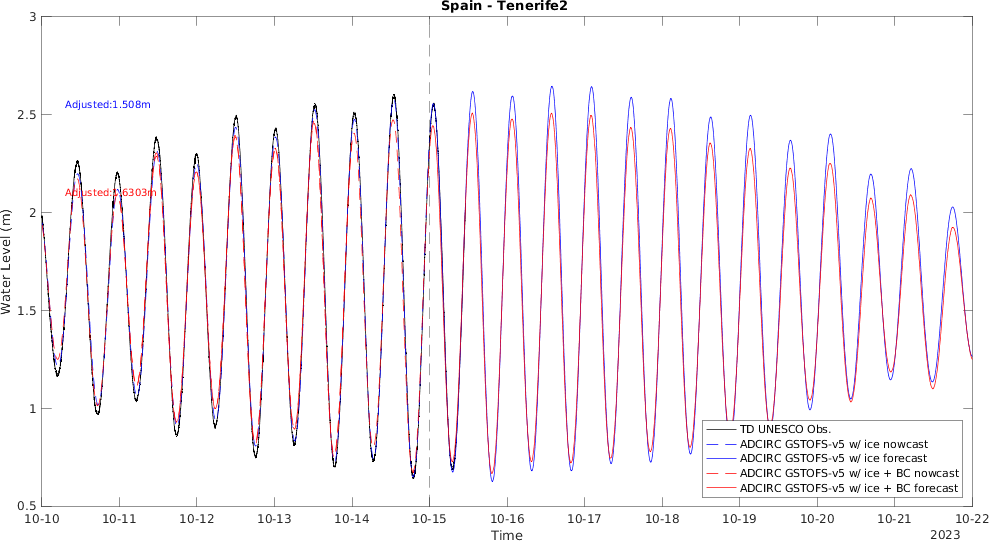 Spain - Tenerife2
3
2.5
2
1.5
1
0.5
Water Level (m)
Adjusted:1.508m
Adjusted:1.6303m
TD UNESCO Obs.
ADCIRC GSTOFS-v5 w/ ice nowcast
ADCIRC GSTOFS-v5 w/ ice forecast
ADCIRC GSTOFS-v5 w/ ice + BC nowcast
ADCIRC GSTOFS-v5 w/ ice + BC forecast
10-10 10-11 10-12 10-13 10-14 10-15 10-16 10-17 10-18 10-19 10-20 10-21 10-22
Time
2023